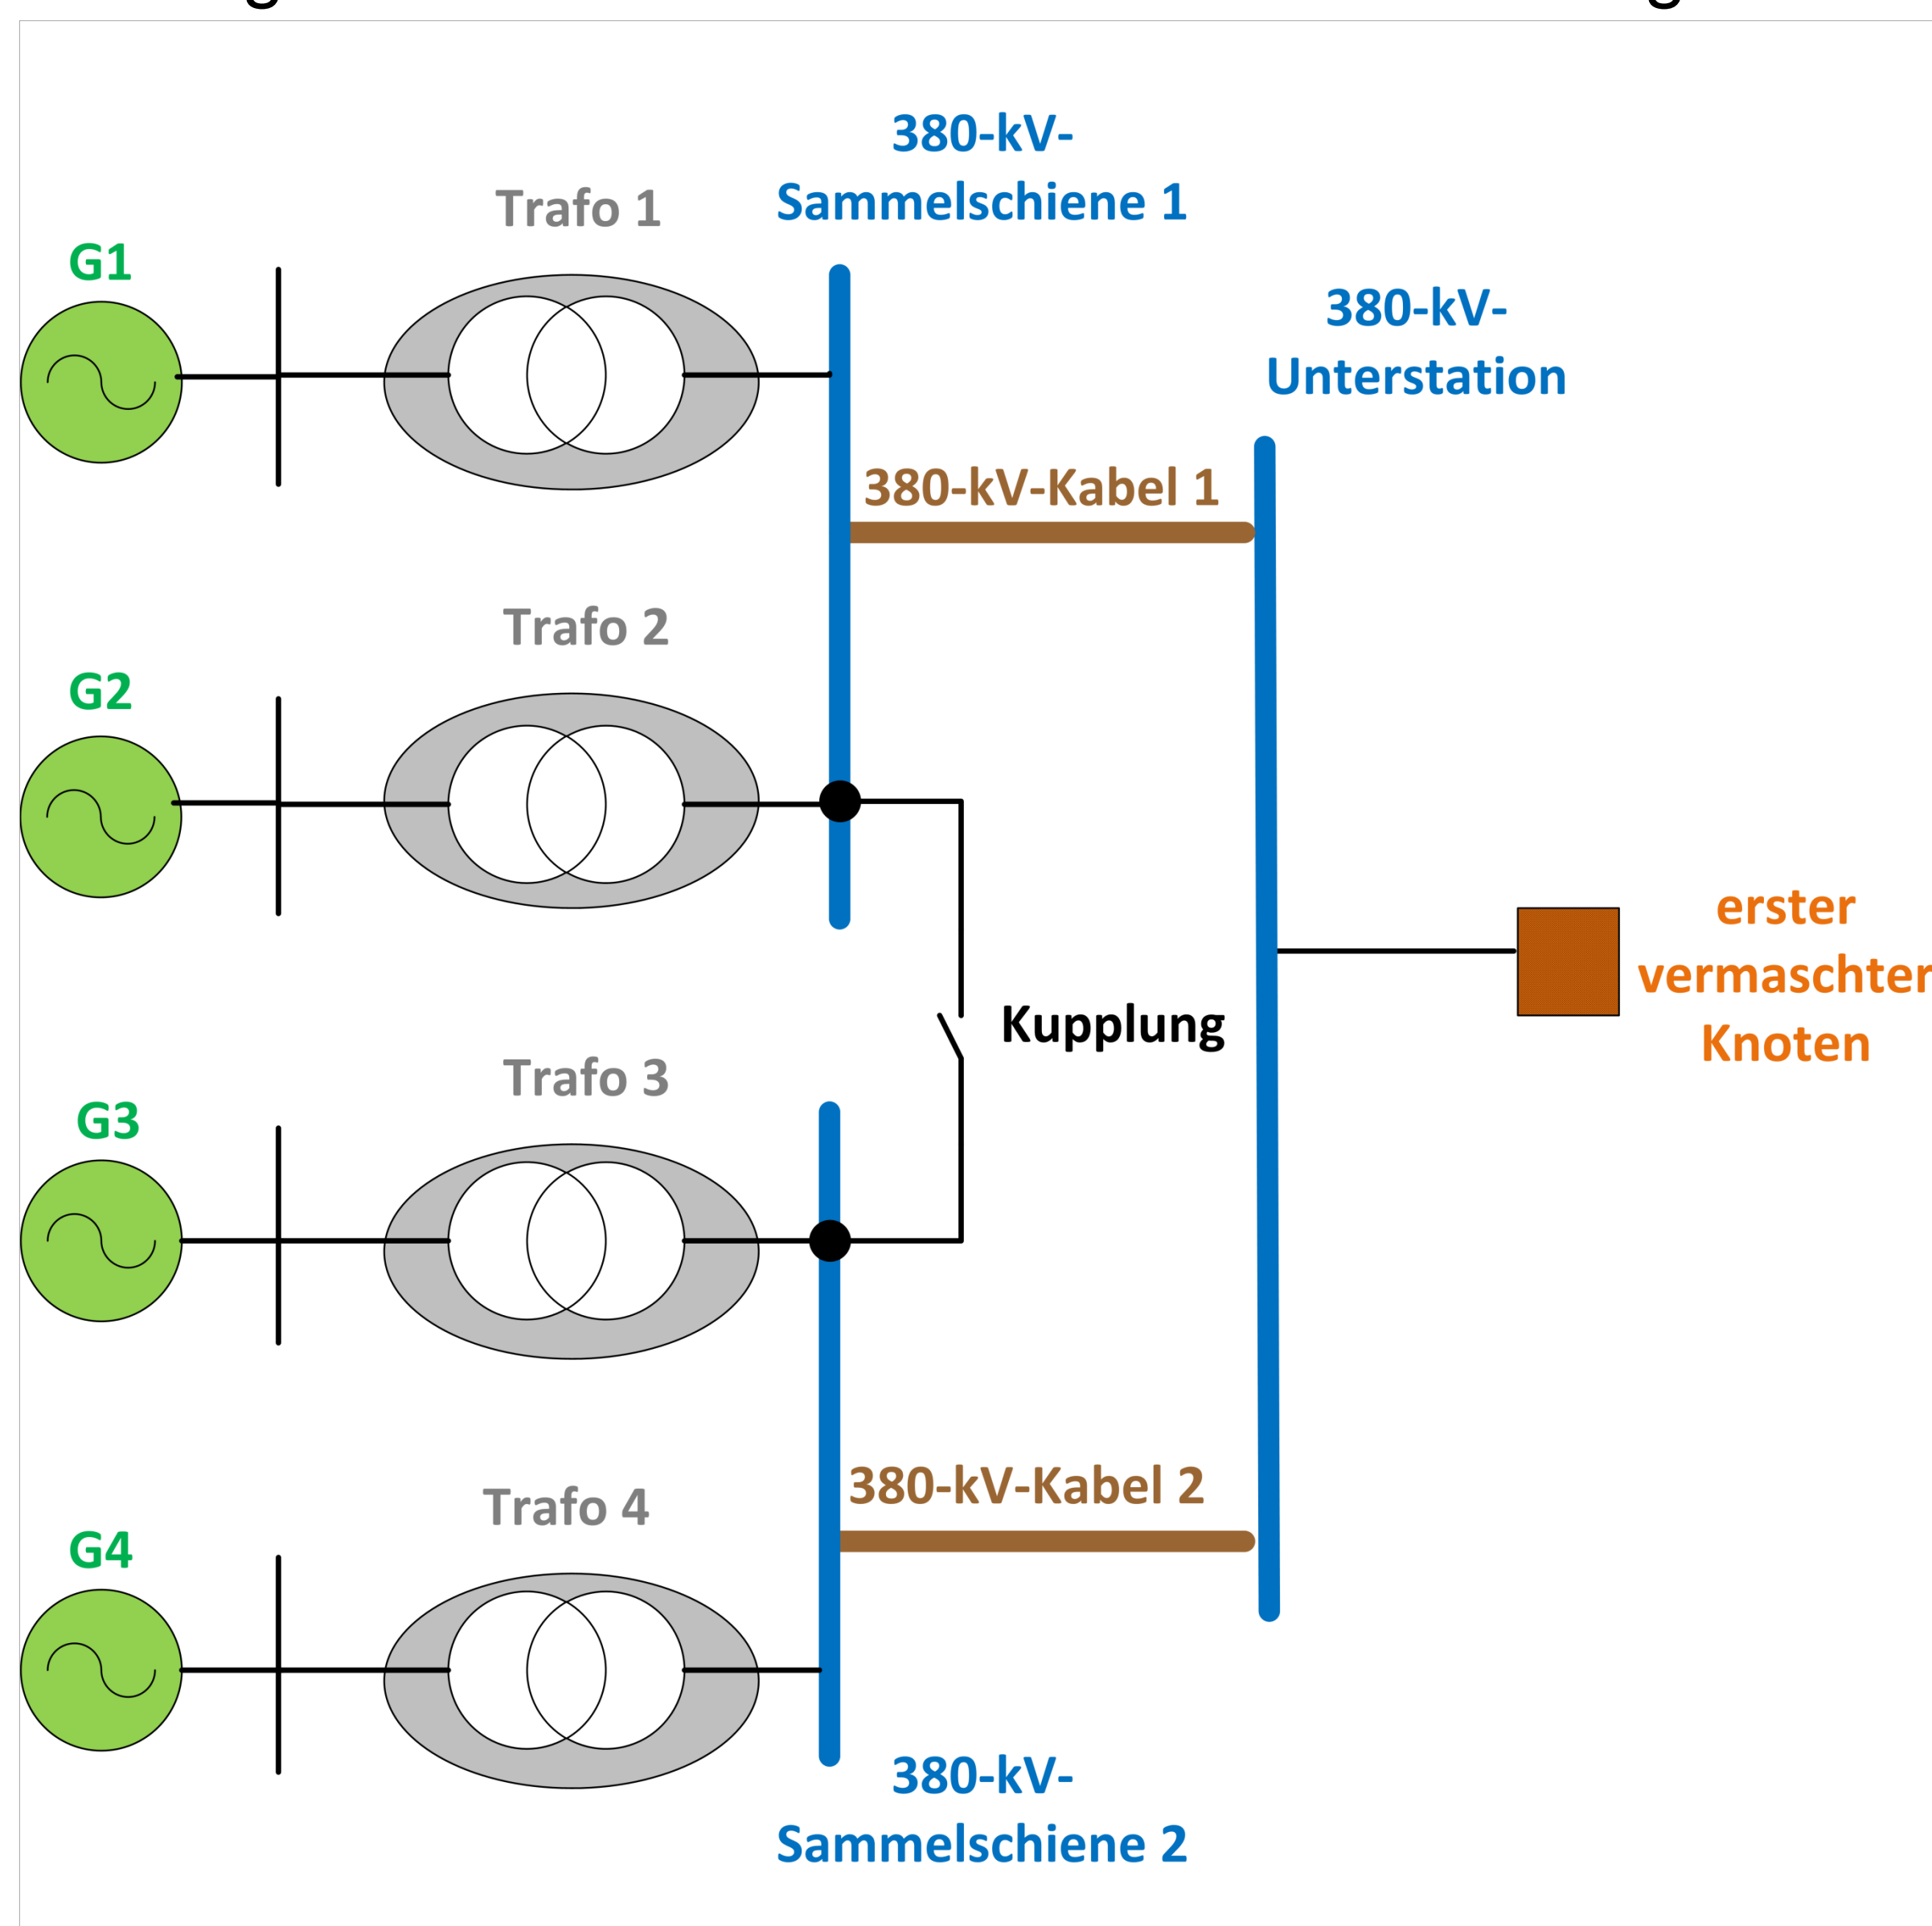 380-kV-
Sammelschiene 1
Trafo 1
G1
380-kV-
Unterstation
380-kV-Kabel 1
Trafo 2
G2
erster
vermaschter
Knoten
Kupplung
Trafo 3
G3
380-kV-Kabel 2
Trafo 4
G4
380-kV-
Sammelschiene 2